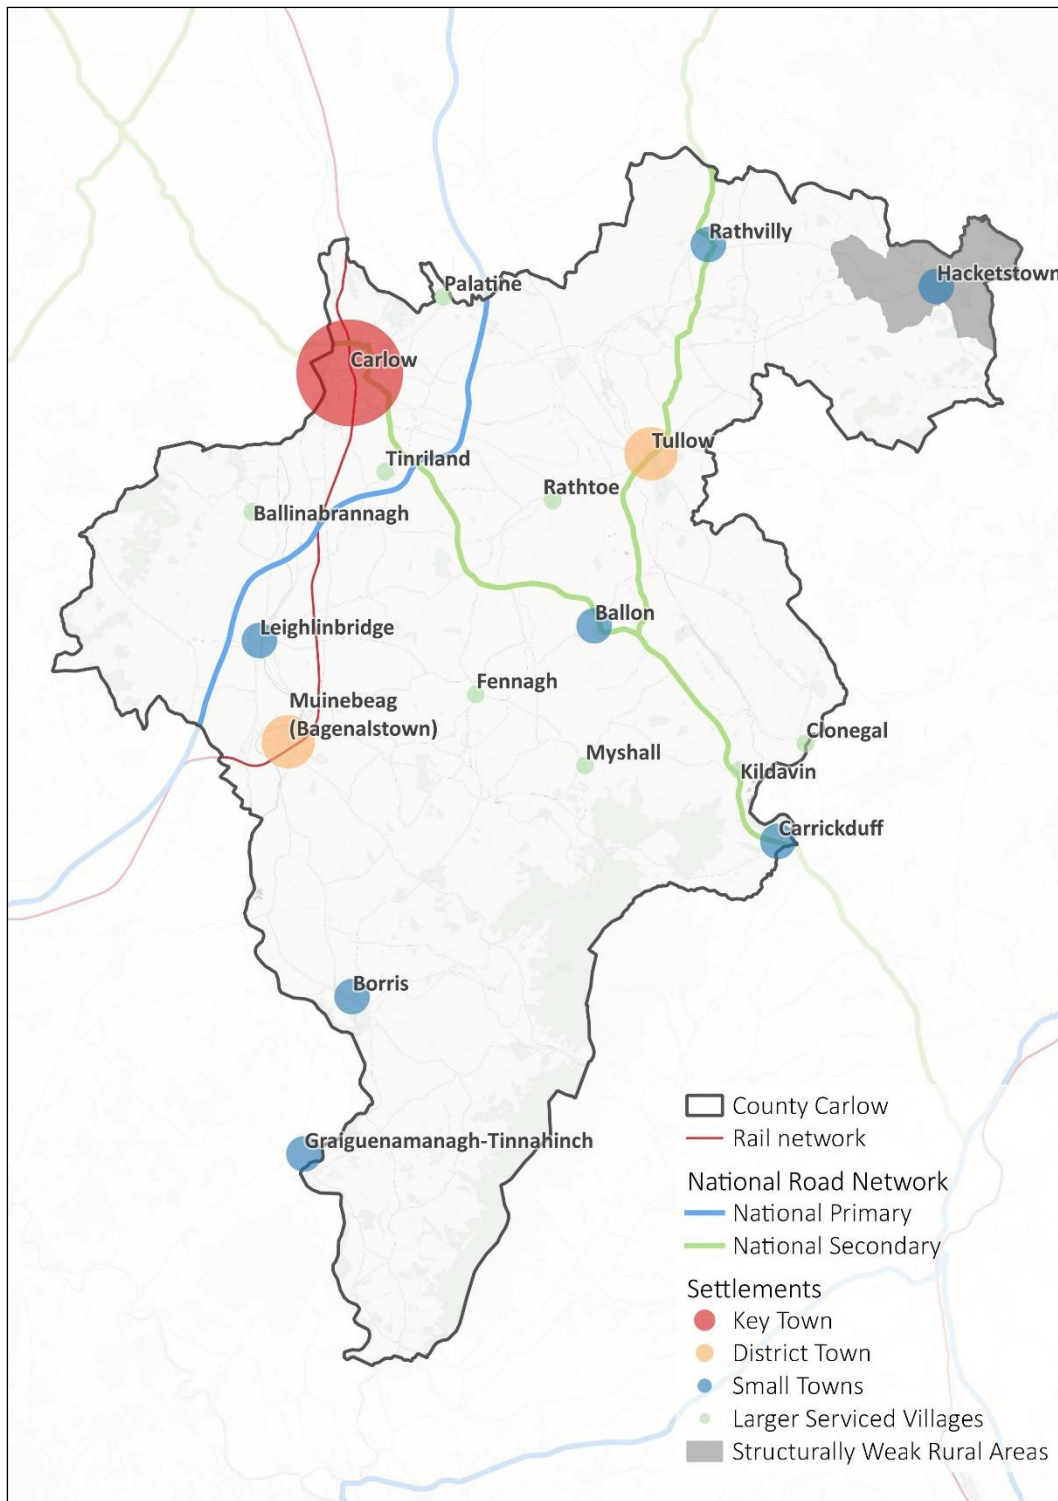 Rathvilly
Hacketstown
Palatine
Carlow
Tullow
Tinriland
Rathtoe
Ballinabrannagh
Ballon
Leighlinbridge
Fennagh
Muinebeag
(Bagenalstown)
Clonegal
Myshall
Kildavin
Carrickduff
Borris
Graiguenamanagh-Tinnahinch
County Carlow
Rail network
National Road Network
National Primary
National Secondary
Settlements
Key Town
District Town
Small Towns
Larger Serviced Villages
Structurally Weak Rural Areas